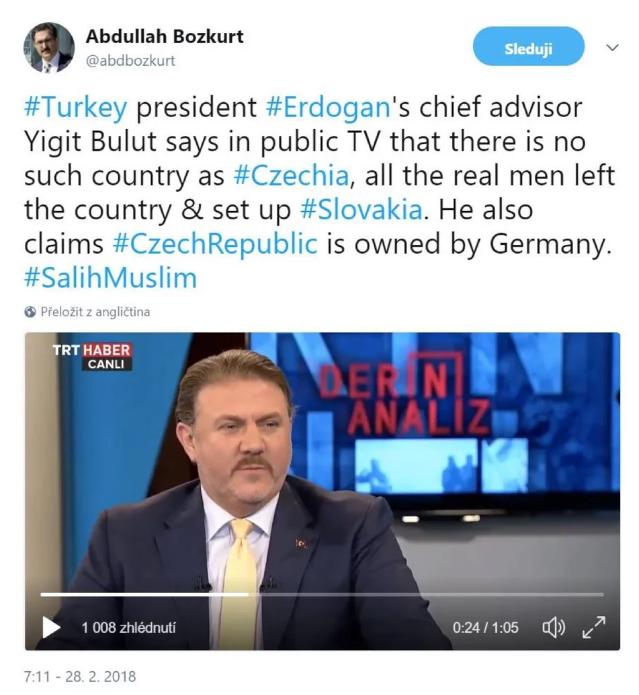 Abdullah Bozkurt
@abdbozkurt
Sleduji
#Turkey president #Erdogan's chief advisor
Yigit Bulut says in public TV that there is no
such country as #Czechia, all the real men left
the country & set up #Slovakia. He also
claims #CzechRepublic is owned by Germany.
#SalihMuslim
Přeložit z angličtina
TRT HABER
CANLI
DERİN
ANALİZ
1 008 zhlédnutí
0:24 / 1:05
7:11 - 28. 2. 2018